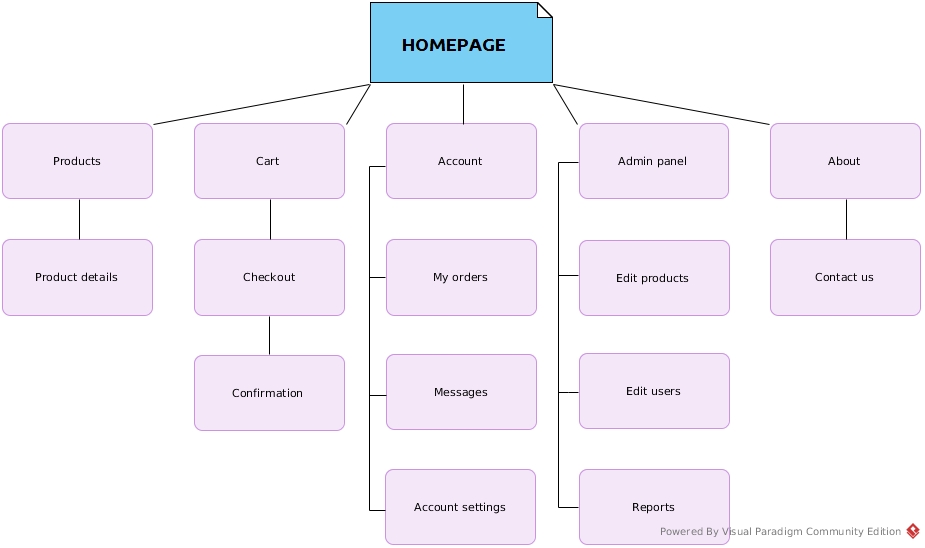 HOMEPAGE
Products
Cart
Account
Admin panel
About
Product details
Checkout
My orders
Edit products
Contact us
Confirmation
Messages
Edit users
Account settings
Reports
Powered By Visual Paradigm Community Edition